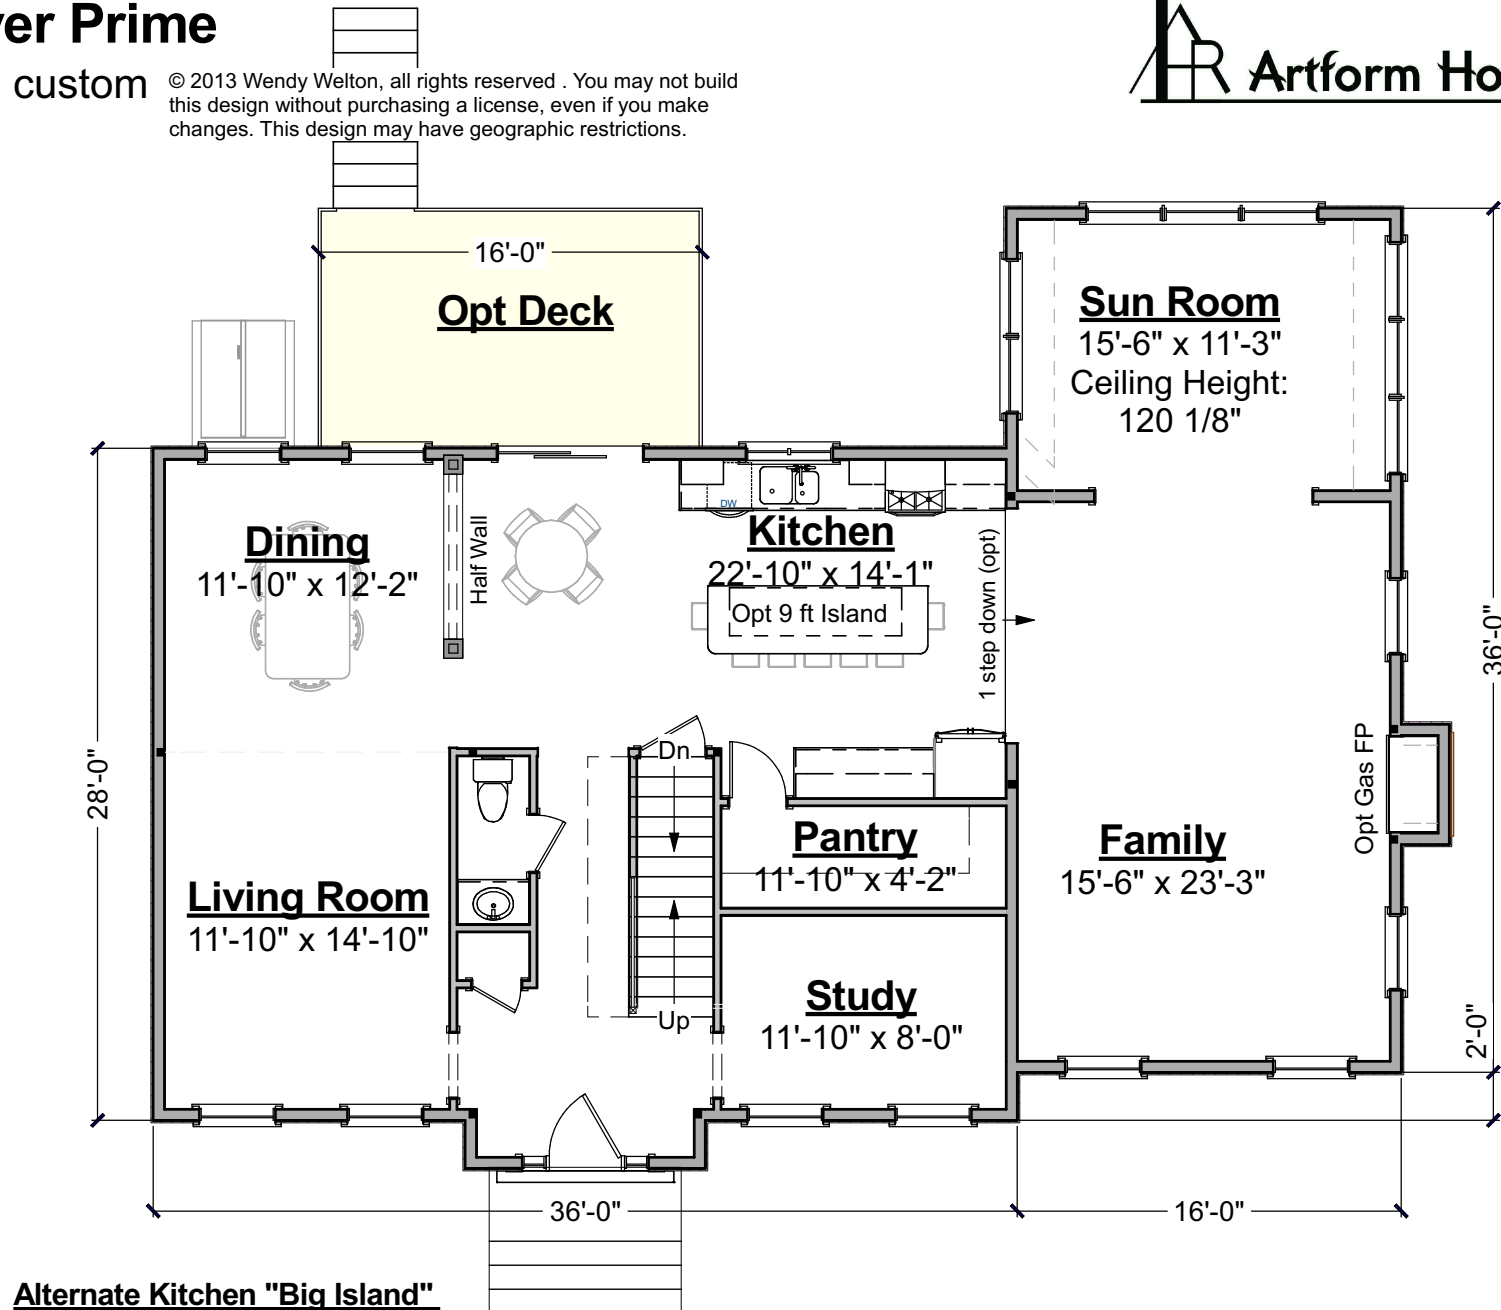 ver Prime
custom
© 2013 Wendy Welton, all rights reserved . You may not build
this design without purchasing a license, even if you make
changes. This design may have geographic restrictions.
Artform Ho
16'-0"
Opt Deck
Sun Room
15'-6" x 11'-3"
Ceiling Height:
120 1/8"
36'-0"
Dining
11'-10" x 12'-2"
Half Wall
DW
Kitchen
22'-10" x 14'-1"
Opt 9 ft Island
1 step down (opt)
28'-0"
Dn
Pantry
11'-10" x 4'-2"
Opt Gas FP
Family
15'-6" x 23'-3"
Living Room
11'-10" x 14'-10"
Study
11'-10" x 8'-0"
Up
2'-0"
36'-0"
16'-0"
Alternate Kitchen "Big Island"